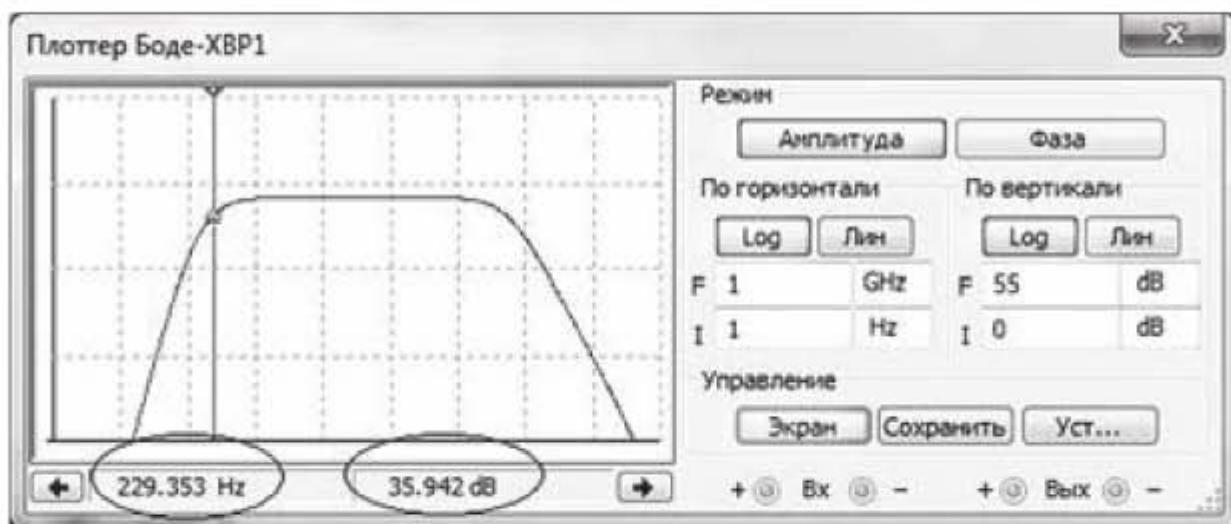 Плоттер Боде-XBP1
Режим
Амплитуда Фаза
По горизонтали По вертикали
Log Лин Log Лин
F 1 GHz F 55 dB
I 1 Hz I 0 dB
Управление
Экран Сохранить Уст...
229.353 Hz 35.942 dB + Вх - + Вых -